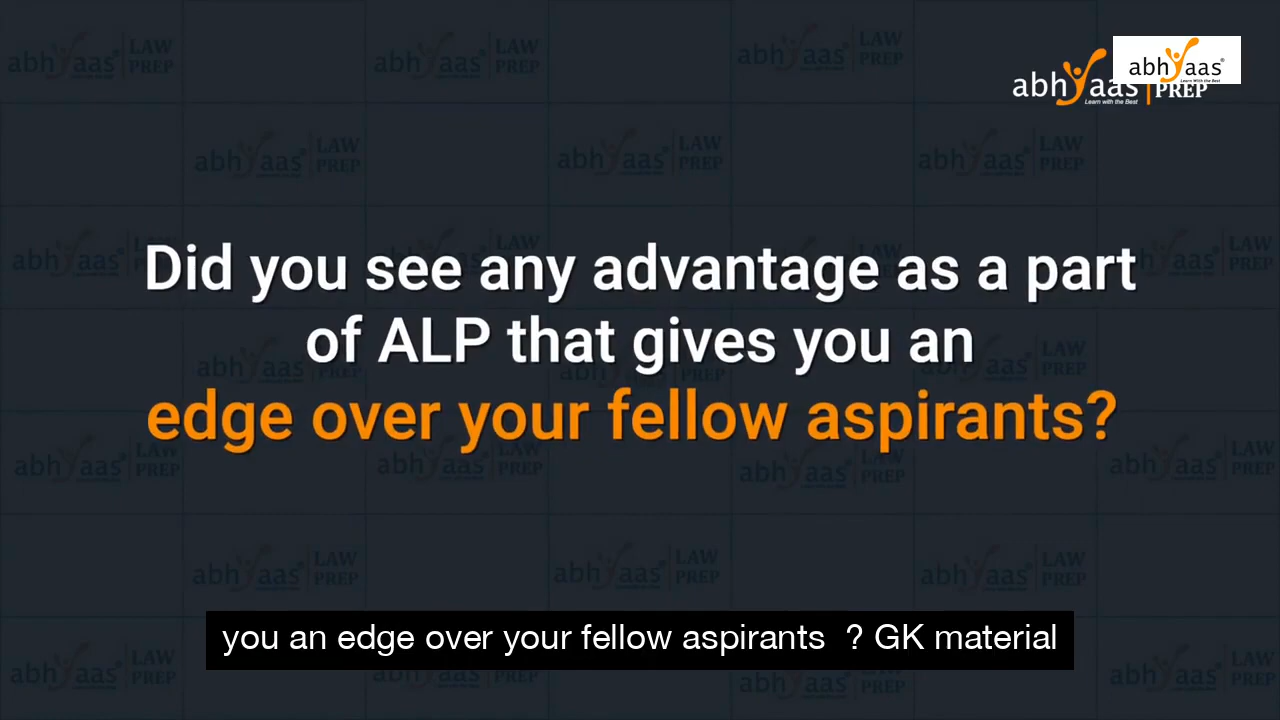 abhyaas
Learn with the Best
abhyaas
Learn with the Best
PREP
Did you see any advantage as a part
of ALP that gives you an
edge over your fellow aspirants?
you an edge over your fellow aspirants  ? GK material